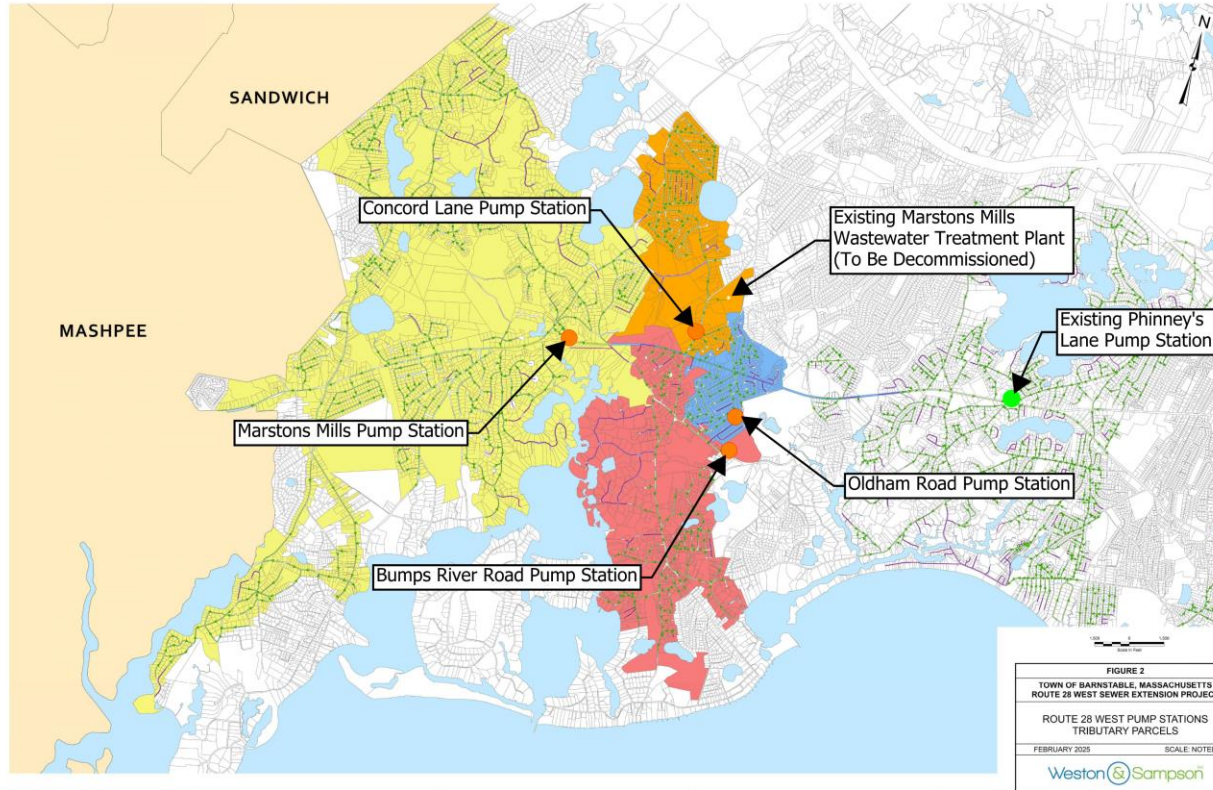 N
SANDWICH
Concord Lane Pump Station
Existing Marstons Mills
Wastewater Treatment Plant
(To Be Decommissioned)
MASHPEE
Existing Phinney's
Lane Pump Station
Marstons Mills Pump Station
Oldham Road Pump Station
Bumps River Road Pump Station
Scale in Feet
FIGURE 2
TOWN OF BARNSTABLE, MASSACHUSETTS
ROUTE 28 WEST SEWER EXTENSION PROJEC
ROUTE 28 WEST PUMP STATIONS
TRIBUTARY PARCELS
FEBRUARY 2025 SCALE: NOTE
Weston & Sampson